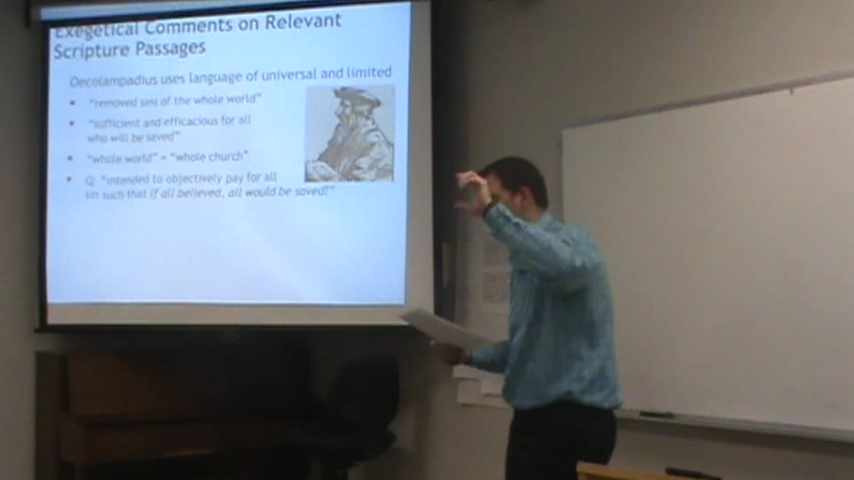 Exegetical Comments on Relevant
Scripture Passages
Oecolampadius uses language of universal and limited
• "removed sins of the whole world"
• "sufficient and efficacious for all
who will be saved"
• "whole world" = "whole church"
• Q: "intended to objectively pay for all
sin such that if all believed, all would be saved?"